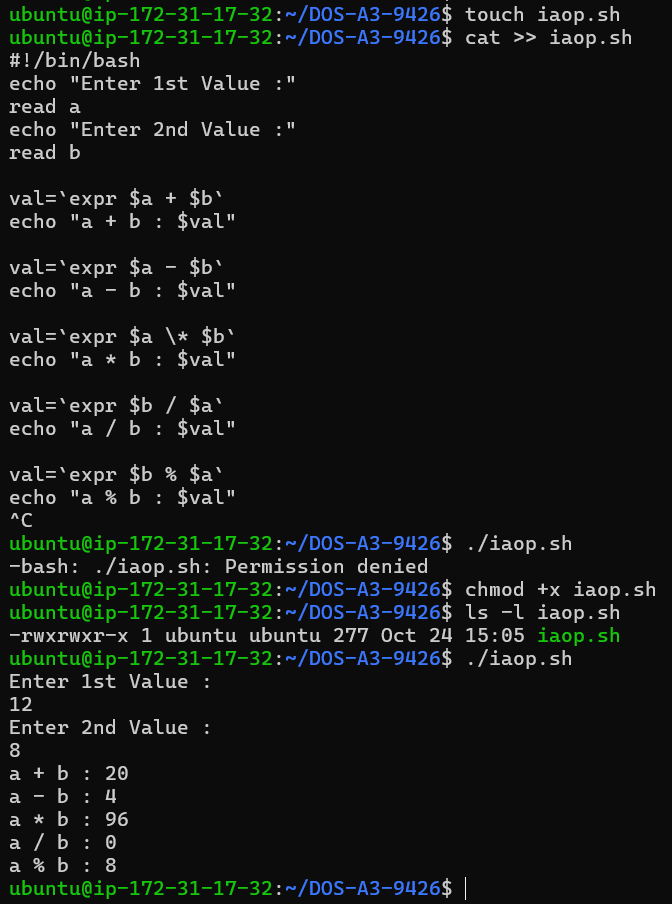 ubuntu@ip-172-31-17-32:~/DOS-A3-9426$ touch iaop.sh
ubuntu@ip-172-31-17-32:~/DOS-A3-9426$ cat >> iaop.sh
#!/bin/bash
echo "Enter 1st Value :"
read a
echo "Enter 2nd Value :"
read b

val=`expr $a + $b`
echo "a + b : $val"

val=`expr $a - $b`
echo "a - b : $val"

val=`expr $a \* $b`
echo "a * b : $val"

val=`expr $b / $a`
echo "a / b : $val"

val=`expr $b % $a`
echo "a % b : $val"
^C
ubuntu@ip-172-31-17-32:~/DOS-A3-9426$ ./iaop.sh
-bash: ./iaop.sh: Permission denied
ubuntu@ip-172-31-17-32:~/DOS-A3-9426$ chmod +x iaop.sh
ubuntu@ip-172-31-17-32:~/DOS-A3-9426$ ls -l iaop.sh
-rwxrwxr-x 1 ubuntu ubuntu 277 Oct 24 15:05 iaop.sh
ubuntu@ip-172-31-17-32:~/DOS-A3-9426$ ./iaop.sh
Enter 1st Value :
12
Enter 2nd Value :
8
a + b : 20
a - b : 4
a * b : 96
a / b : 0
a % b : 8
ubuntu@ip-172-31-17-32:~/DOS-A3-9426$